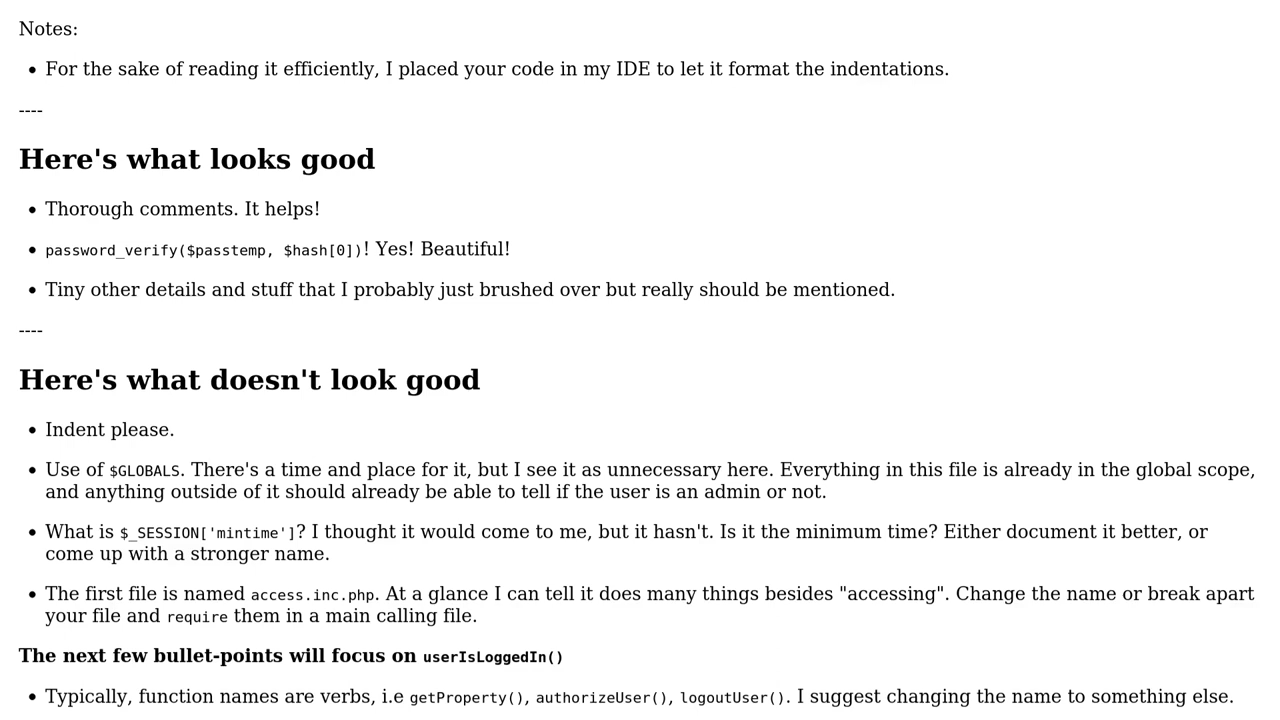 Notes:
• For the sake of reading it efficiently, I placed your code in my IDE to let it format the indentations.
----
Here's what looks good
• Thorough comments. It helps!
• password_verify($passtemp, $hash[0])! Yes! Beautiful!
• Tiny other details and stuff that I probably just brushed over but really should be mentioned.
----
Here's what doesn't look good
• Indent please.
• Use of $GLOBALS. There's a time and place for it, but I see it as unnecessary here. Everything in this file is already in the global scope,
and anything outside of it should already be able to tell if the user is an admin or not.
• What is $_SESSION['mintime']? I thought it would come to me, but it hasn't. Is it the minimum time? Either document it better, or
come up with a stronger name.
• The first file is named access.inc.php. At a glance I can tell it does many things besides "accessing". Change the name or break apart
your file and require them in a main calling file.
The next few bullet-points will focus on userIsLoggedIn()
• Typically, function names are verbs, i.e getProperty(), authorizeUser(), logoutUser(). I suggest changing the name to something else.